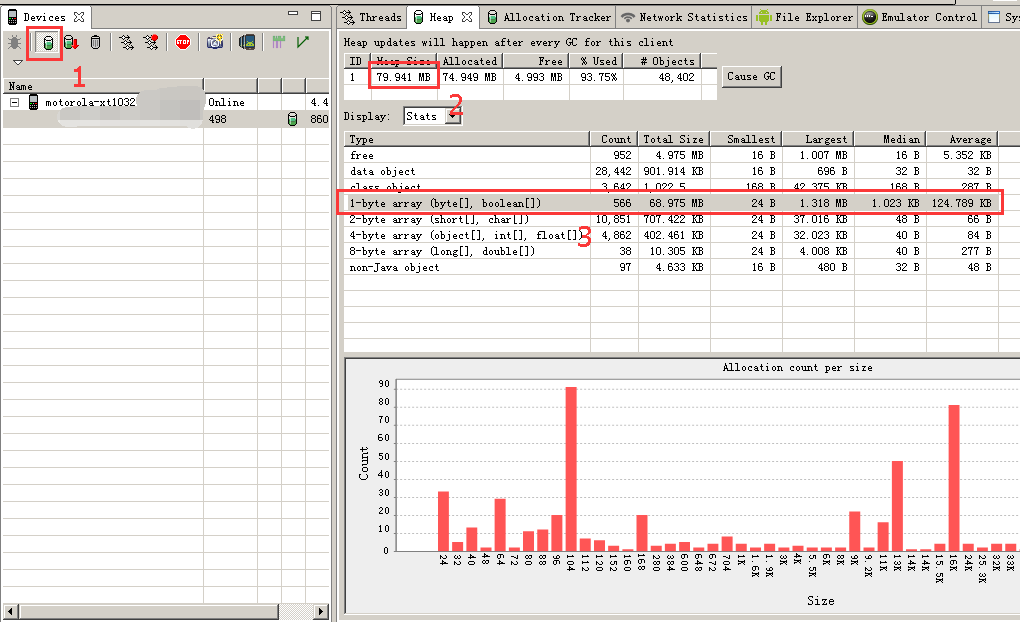 Devices
Threads Heap Allocation Tracker Network Statistics File Explorer Emulator Control Sys
Heap updates will happen after every GC for this client
ID Heap Size Allocated Free % Used # Objects
1 79.941 MB 74.949 MB 4.993 MB 93.75% 48,402
Cause GC
1
2
Name
motorola-xt1032 Online 4.4
498 860
Display: Stats
Type Count Total Size Smallest Largest Median Average
free 952 4.975 MB 16 B 1.007 MB 16 B 5.352 KB
data object 28,442 901.914 KB 16 B 696 B 32 B 32 B
class object 3,642 1,022.5 168 B 42.375 KB 168 B 287 B
1-byte array (byte[], boolean[]) 566 68.975 MB 24 B 1.318 MB 1.023 KB 124.789 KB
2-byte array (short[], char[]) 10,851 707.422 KB 24 B 37.016 KB 48 B 66 B
3
4-byte array (object[], int[], float[]) 4,862 402.461 KB 24 B 32.023 KB 40 B 84 B
8-byte array (long[], double[]) 38 10.305 KB 24 B 4.008 KB 40 B 277 B
non-Java object 97 4.633 KB 16 B 480 B 32 B 48 B
Allocation count per size
90
80
70
60
50
40
30
20
10
0
Count
24 32 40 48 64 72 80 88 96 104 112 120 152 160 168 280 384 600 648 672 704 1K 1.6K 1.9K 3K 4K 5.5K 6K 8K 9K 9.2K 11K 13K 14K 14K 15.5K 16K 24K 25.3K 32K 33K
Size
STOP